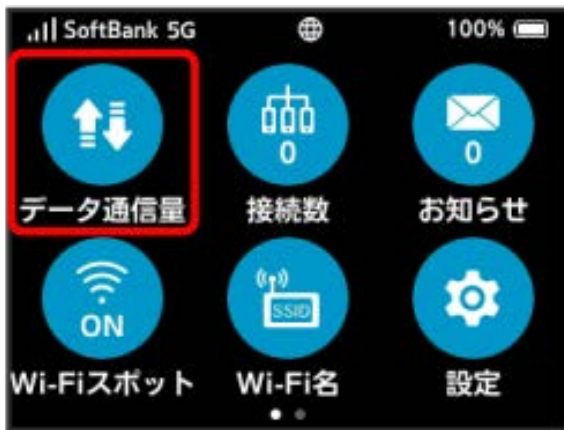 SoftBank 5G 100%
0 0
データ通信量 接続数 お知らせ
ON SSID
Wi-Fiスポット Wi-Fi名 設定